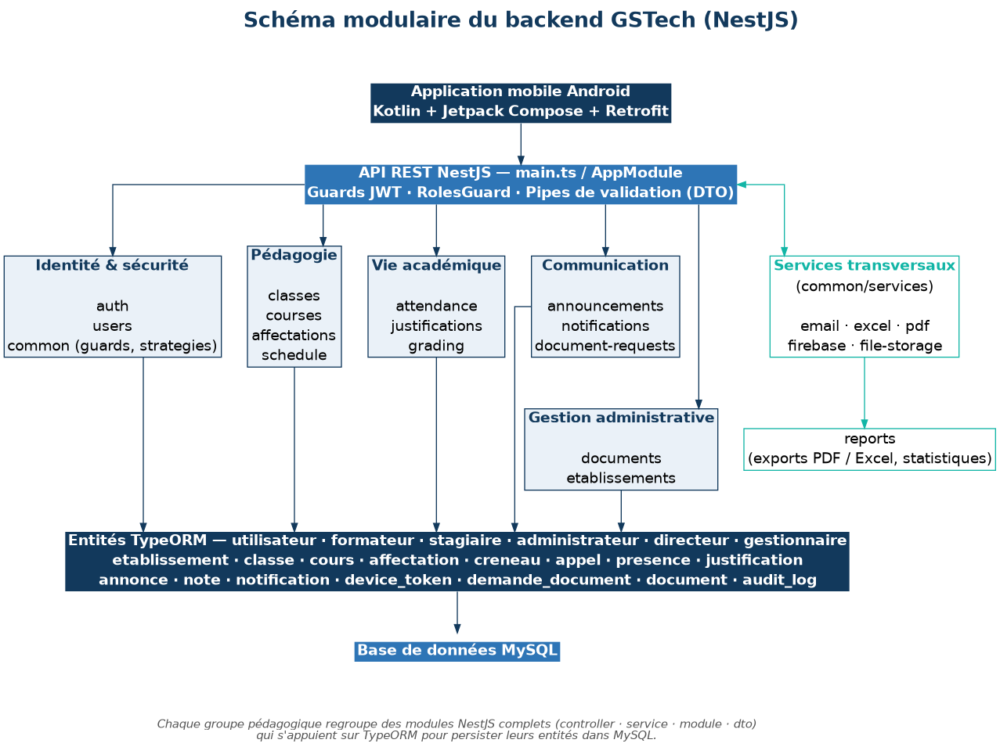 Schéma modulaire du backend GSTech (NestJS)
Application mobile Android
Kotlin + Jetpack Compose + Retrofit
API REST NestJS — main.ts / AppModule
Guards JWT · RolesGuard · Pipes de validation (DTO)
Identité & sécurité
auth
users
common (guards, strategies)
Pédagogie
classes
courses
affectations
schedule
Vie académique
attendance
justifications
grading
Communication
announcements
notifications
document-requests
Services transversaux
(common/services)
email · excel · pdf
firebase · file-storage
Gestion administrative
documents
etablissements
reports
(exports PDF / Excel, statistiques)
Entités TypeORM — utilisateur · formateur · stagiaire · administrateur · directeur · gestionnaire
etablissement · classe · cours · affectation · creneau · appel · presence · justification
annonce · note · notification · device_token · demande_document · document · audit_log
Base de données MySQL
Chaque groupe pédagogique regroupe des modules NestJS complets (controller · service · module · dto)
qui s'appuient sur TypeORM pour persister leurs entités dans MySQL.